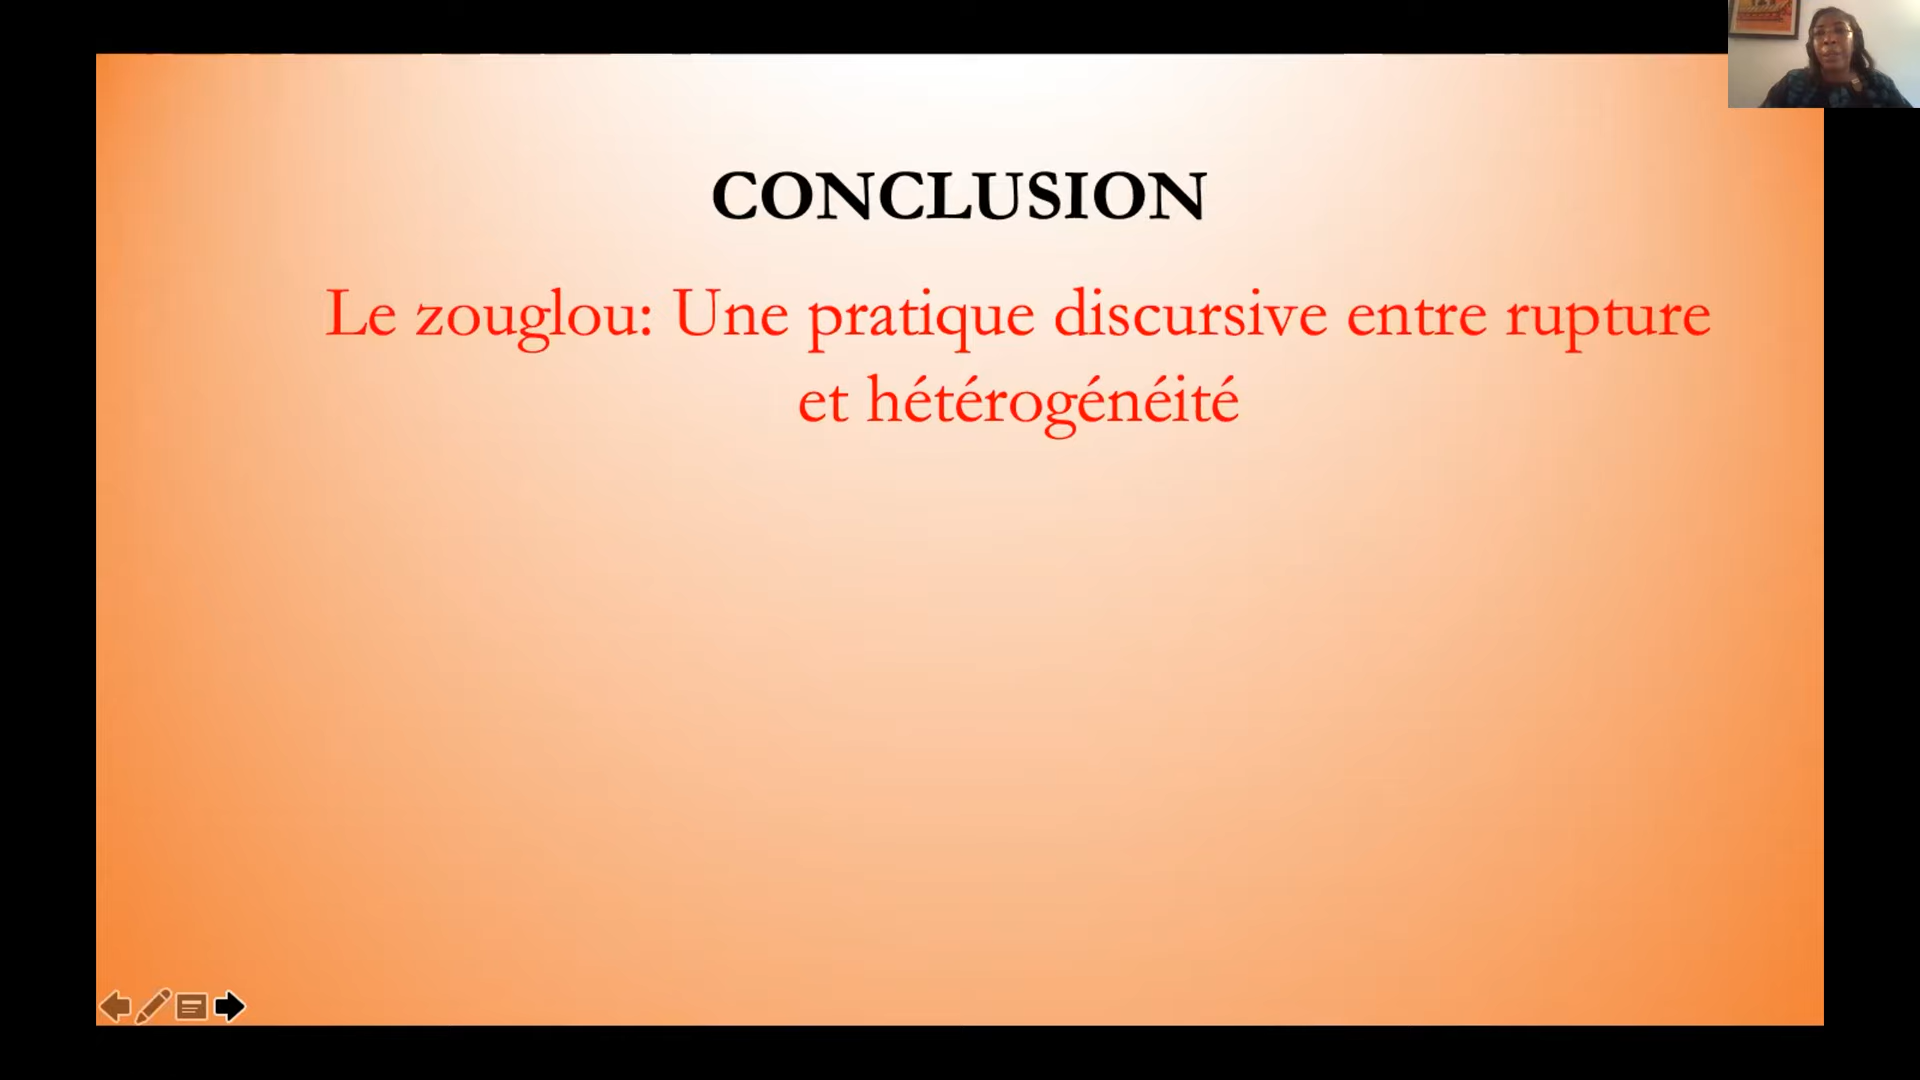 CONCLUSION
Le zouglou: Une pratique discursive entre rupture
et hétérogénéité